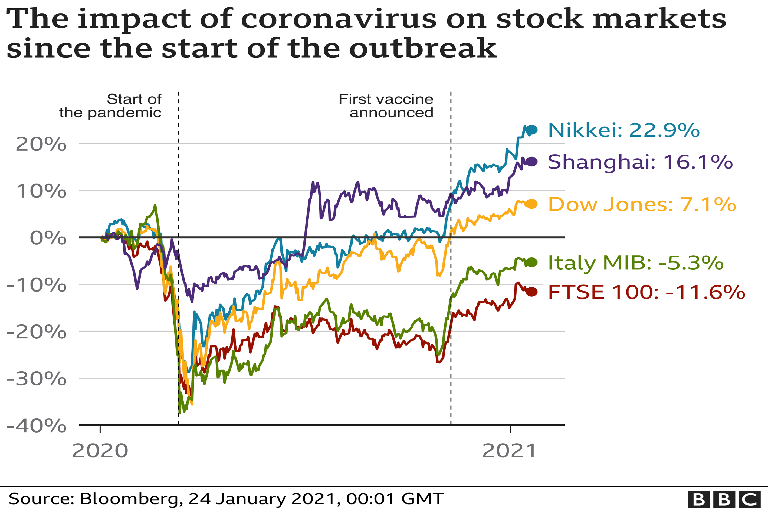 The impact of coronavirus on stock markets
since the start of the outbreak
Start of
the pandemic
First vaccine
announced
20%
10%
0%
-10%
-20%
-30%
-40%
Nikkei: 22.9%
Shanghai: 16.1%
Dow Jones: 7.1%
Italy MIB: -5.3%
FTSE 100: -11.6%
2020
2021
Source: Bloomberg, 24 January 2021, 00:01 GMT
BBC